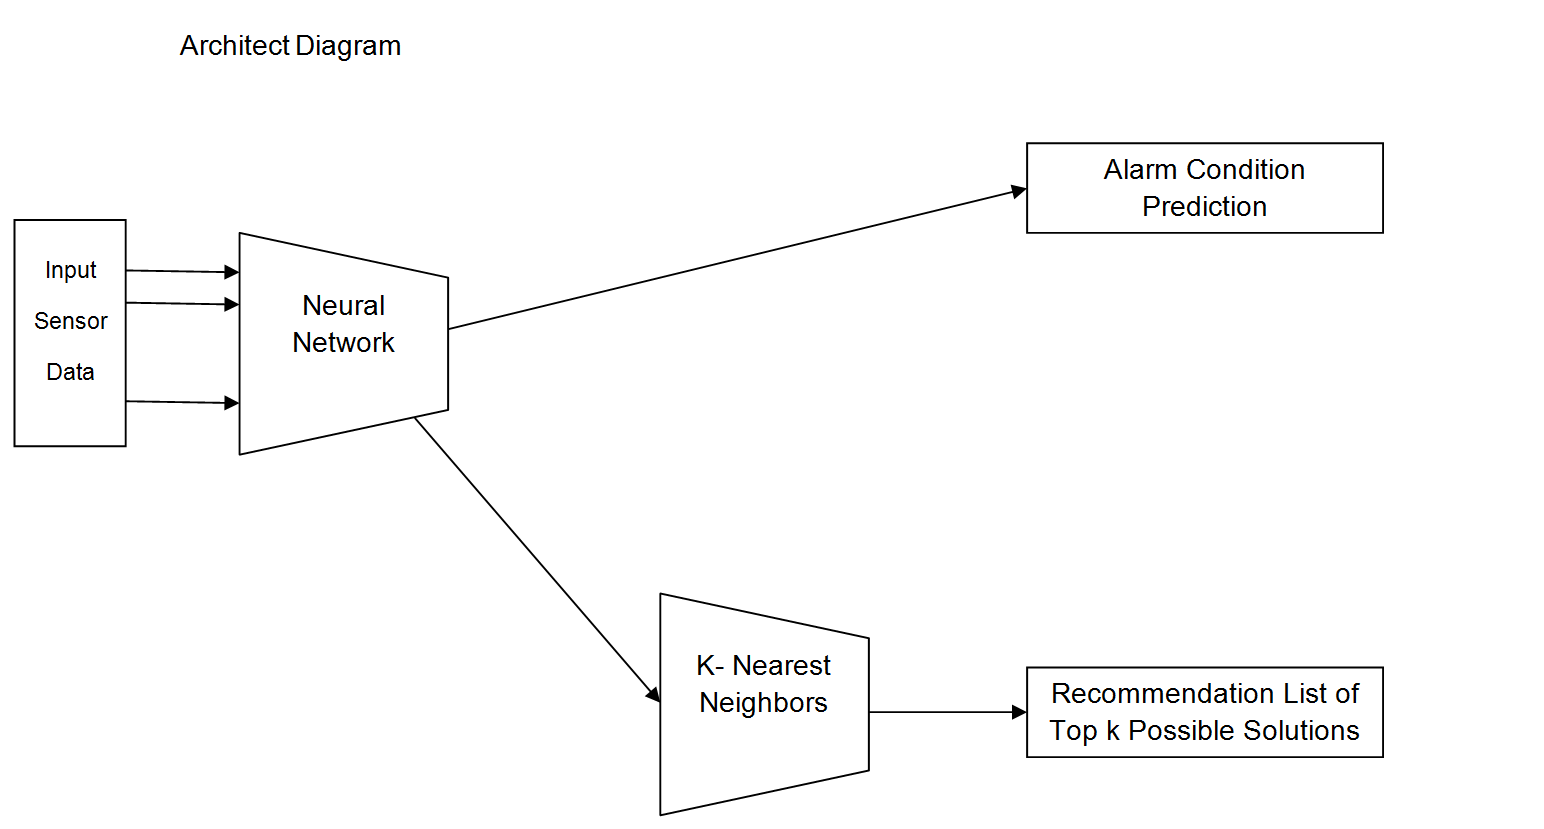 Architect Diagram
Alarm Condition
Prediction
Input
Sensor
Data
Neural
Network
K- Nearest
Neighbors
Recommendation List of
Top k Possible Solutions